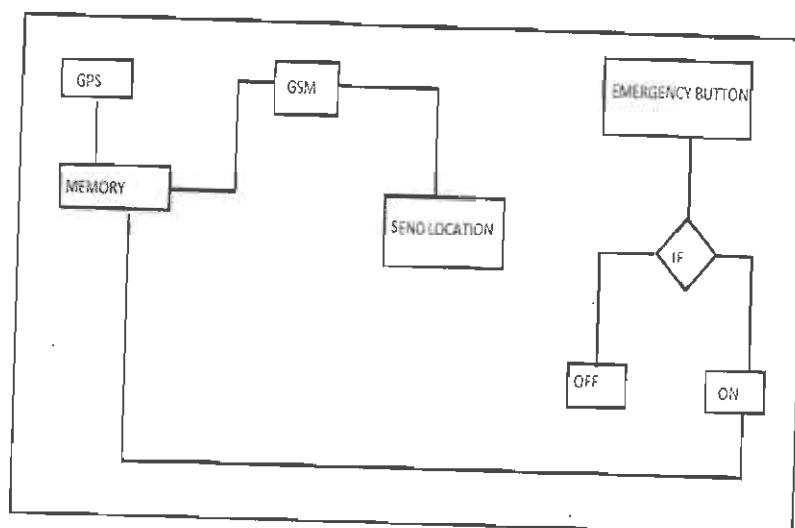 GPS
GSM
EMERGENCY BUTTON
MEMORY
SEND LOCATION
IF
OFF
ON